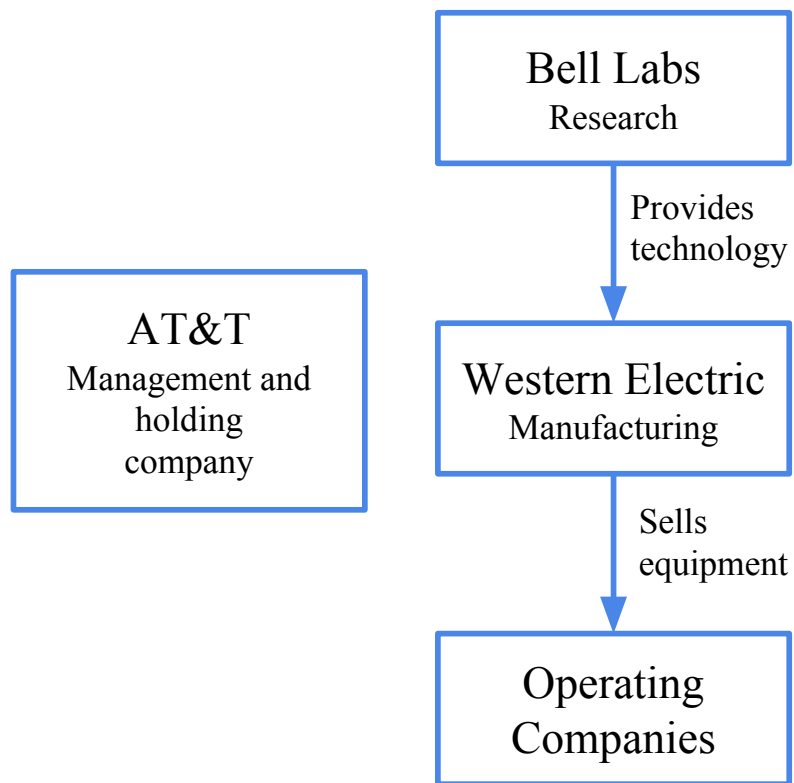 Bell Labs
Research
Provides
technology
AT&T
Management and
holding
company
Western Electric
Manufacturing
Sells
equipment
Operating
Companies